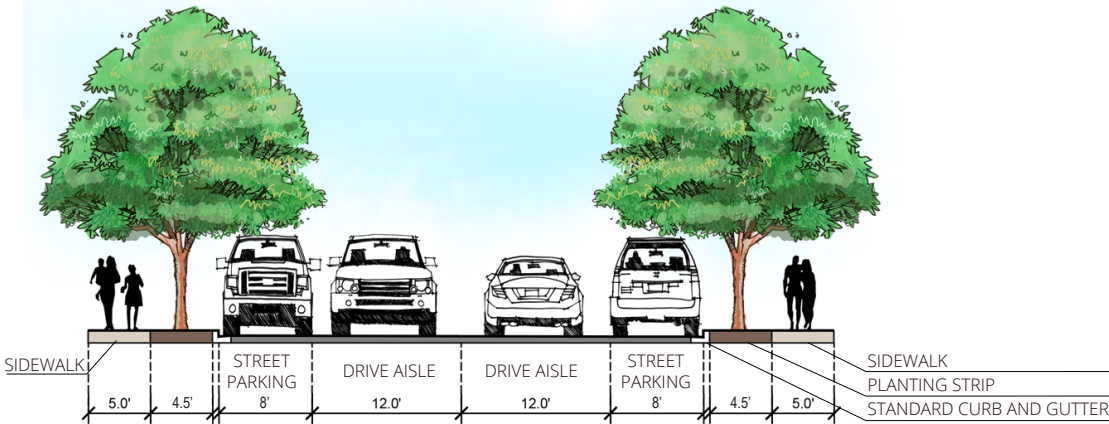 SIDEWALK
STREET
PARKING
DRIVE AISLE
DRIVE AISLE
STREET
PARKING
SIDEWALK
PLANTING STRIP
STANDARD CURB AND GUTTER
5.0'
4.5'
8'
12.0'
12.0'
8'
4.5'
5.0'